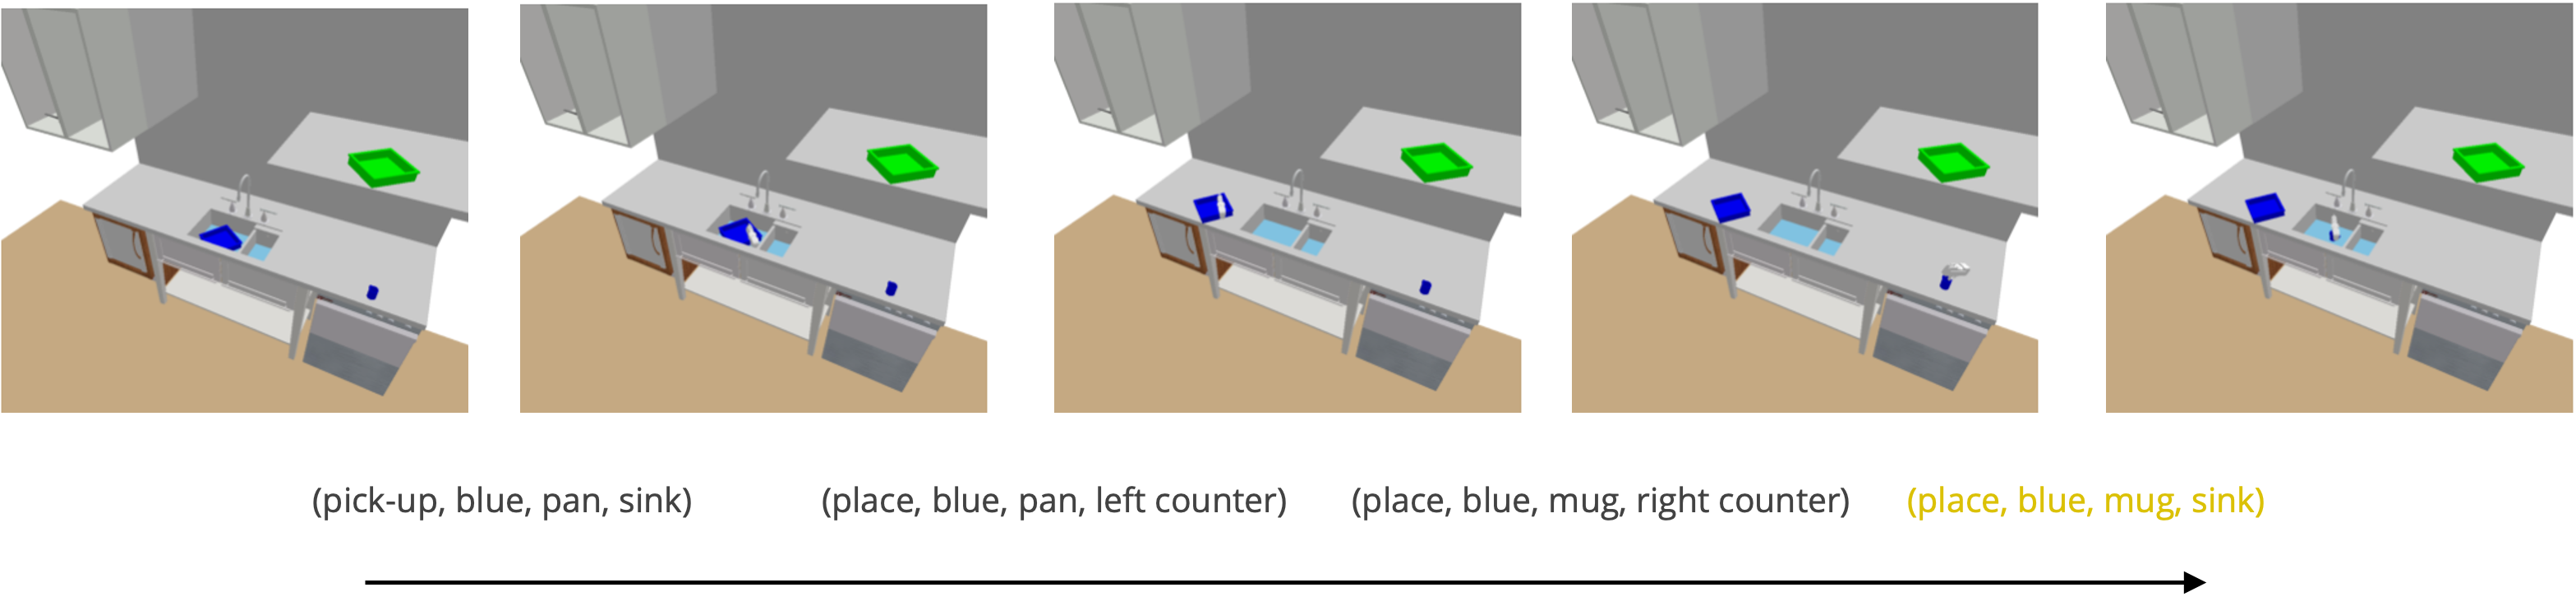 (pick-up, blue, pan, sink) (place, blue, pan, left counter) (place, blue, mug, right counter) (place, blue, mug, sink)